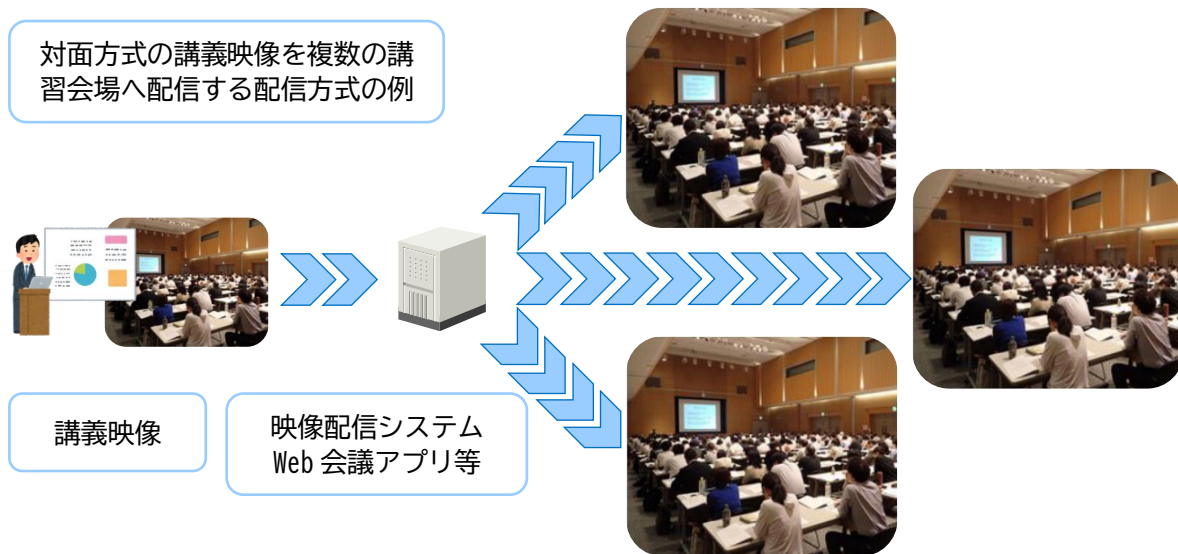 対面方式の講義映像を複数の講
習会場へ配信する配信方式の例
講義映像
映像配信システム
Web 会議アプリ等